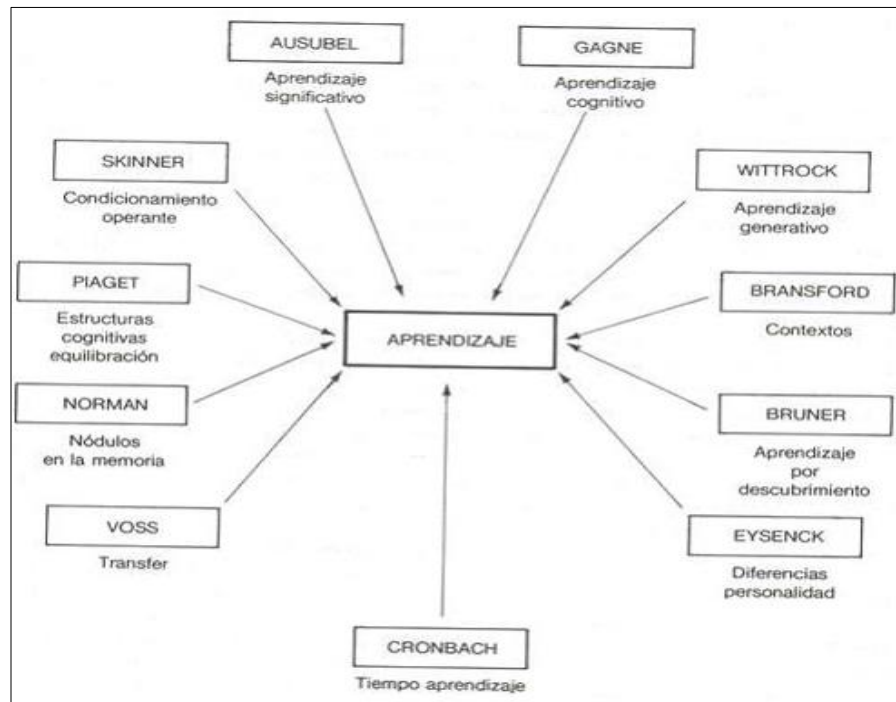 AUSUBEL
Aprendizaje
significativo
GAGNE
Aprendizaje
cognitivo
SKINNER
Condicionamiento
operante
WITTROCK
Aprendizaje
generativo
PIAGET
Estructuras
cognitivas
equilibración
BRANSFORD
Contextos
APRENDIZAJE
NORMAN
Nódulos
en la memoria
BRUNER
Aprendizaje
por
descubrimiento
VOSS
Transfer
EYSENCK
Diferencias
personalidad
CRONBACH
Tiempo aprendizaje